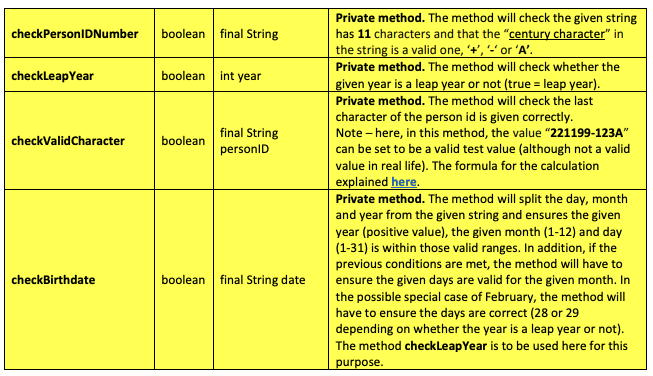 checkPersonIDNumber
boolean
final String
Private method. The method will check the given string
has 11 characters and that the “century character” in
the string is a valid one, ‘+’, ‘-‘ or ‘A’.
checkLeapYear
boolean
int year
Private method. The method will check whether the
given year is a leap year or not (true = leap year).
checkValidCharacter
boolean
final String
personID
Private method. The method will check the last
character of the person id is given correctly.
Note – here, in this method, the value “221199-123A”
can be set to be a valid test value (although not a valid
value in real life). The formula for the calculation
explained here.
checkBirthdate
boolean
final String date
Private method. The method will split the day, month
and year from the given string and ensures the given
year (positive value), the given month (1-12) and day
(1-31) is within those valid ranges. In addition, if the
previous conditions are met, the method will have to
ensure the given days are valid for the given month. In
the possible special case of February, the method will
have to ensure the days are correct (28 or 29
depending on whether the year is a leap year or not).
The method checkLeapYear is to be used here for this
purpose.